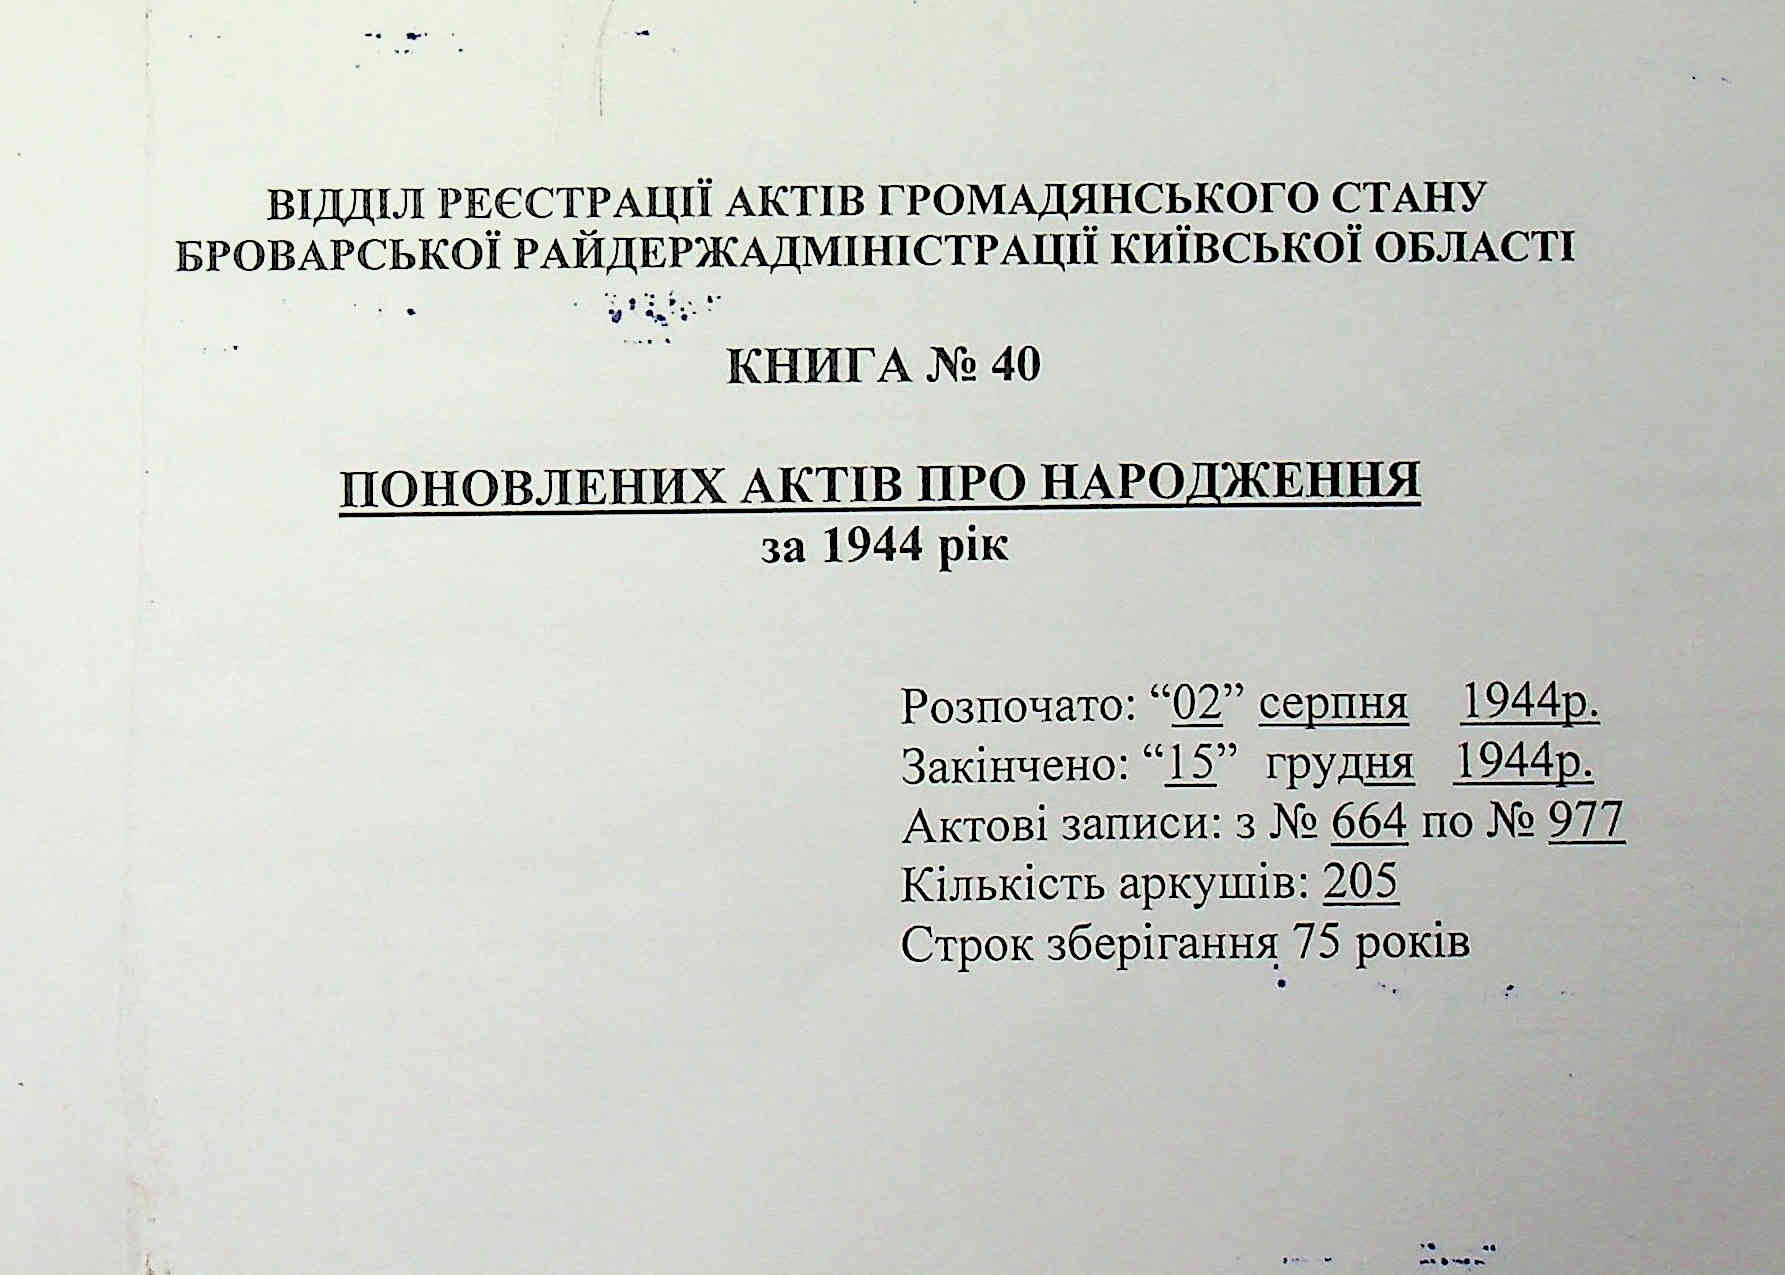 ВІДДІЛ РЕЄСТРАЦІЇ АКТІВ ГРОМАДЯНСЬКОГО СТАНУ
БРОВАРСЬКОЇ РАЙДЕРЖАДМІНІСТРАЦІЇ КИЇВСЬКОЇ ОБЛАСТІ
КНИГА № 40
ПОНОВЛЕНИХ АКТІВ ПРО НАРОДЖЕННЯ
за 1944 рік
Розпочато: “02” серпня 1944р.
Закінчено: “15” грудня 1944р.
Актові записи: з № 664 по № 977
Кількість аркушів: 205
Строк зберігання 75 років